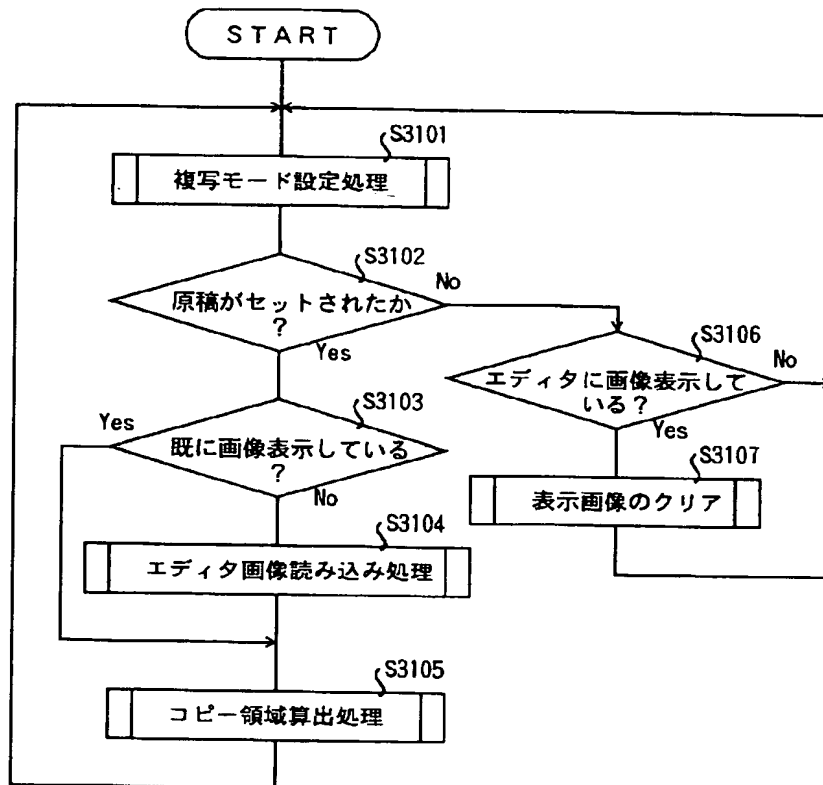 START
S3101
複写モード設定処理
S3102
原稿がセットされたか
?
No
Yes
S3106
エディタに画像表示して
いる?
No
Yes
S3103
既に画像表示している
?
Yes
No
S3107
表示画像のクリア
S3104
エディタ画像読み込み処理
S3105
コピー領域算出処理